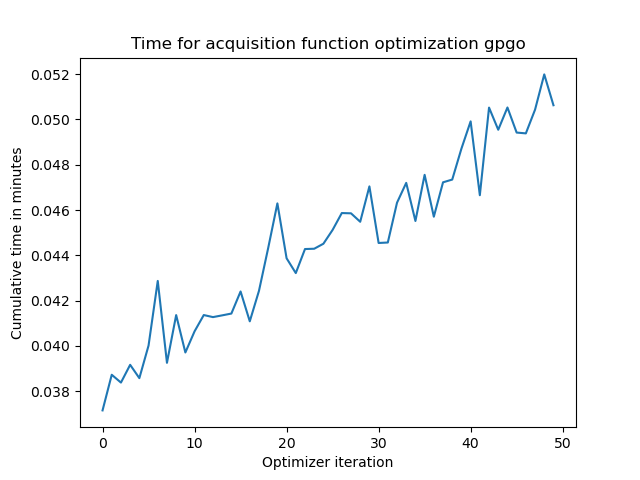 Time for acquisition function optimization gpgo
0.052
0.050
0.048
0.046
0.044
0.042
0.040
0.038
Cumulative time in minutes
0 10 20 30 40 50
Optimizer iteration